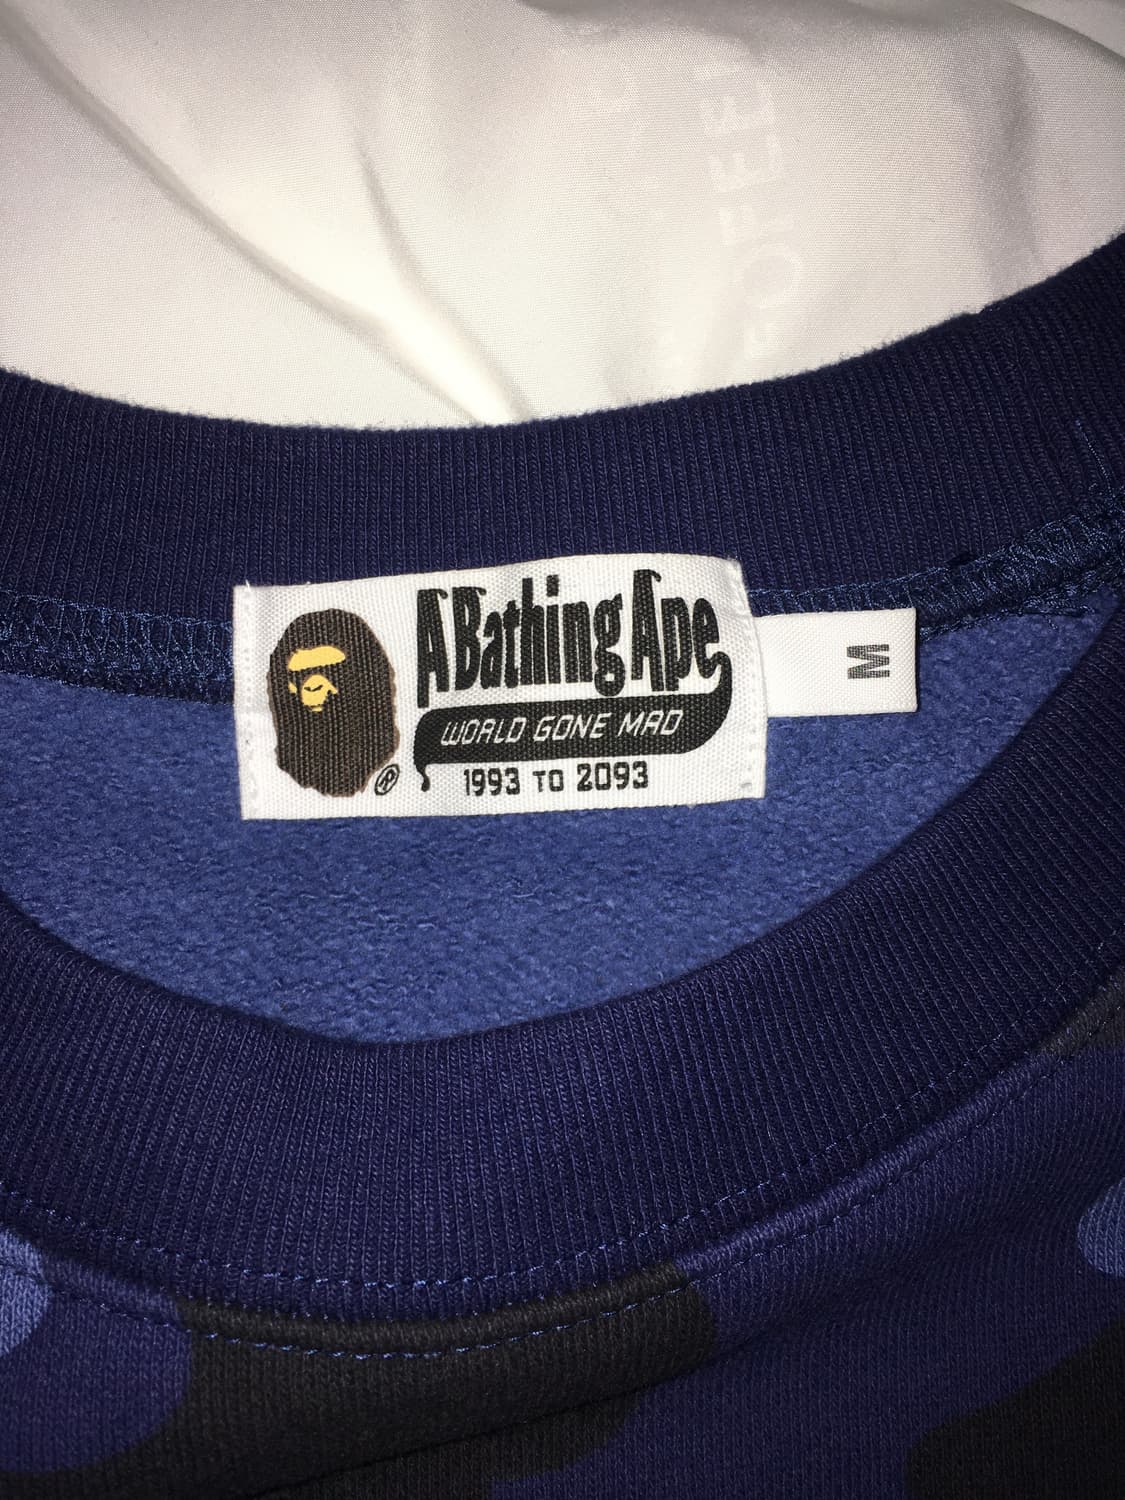 A Bathing Ape
WORLD GONE MAD
1993 TO 2093
®
M